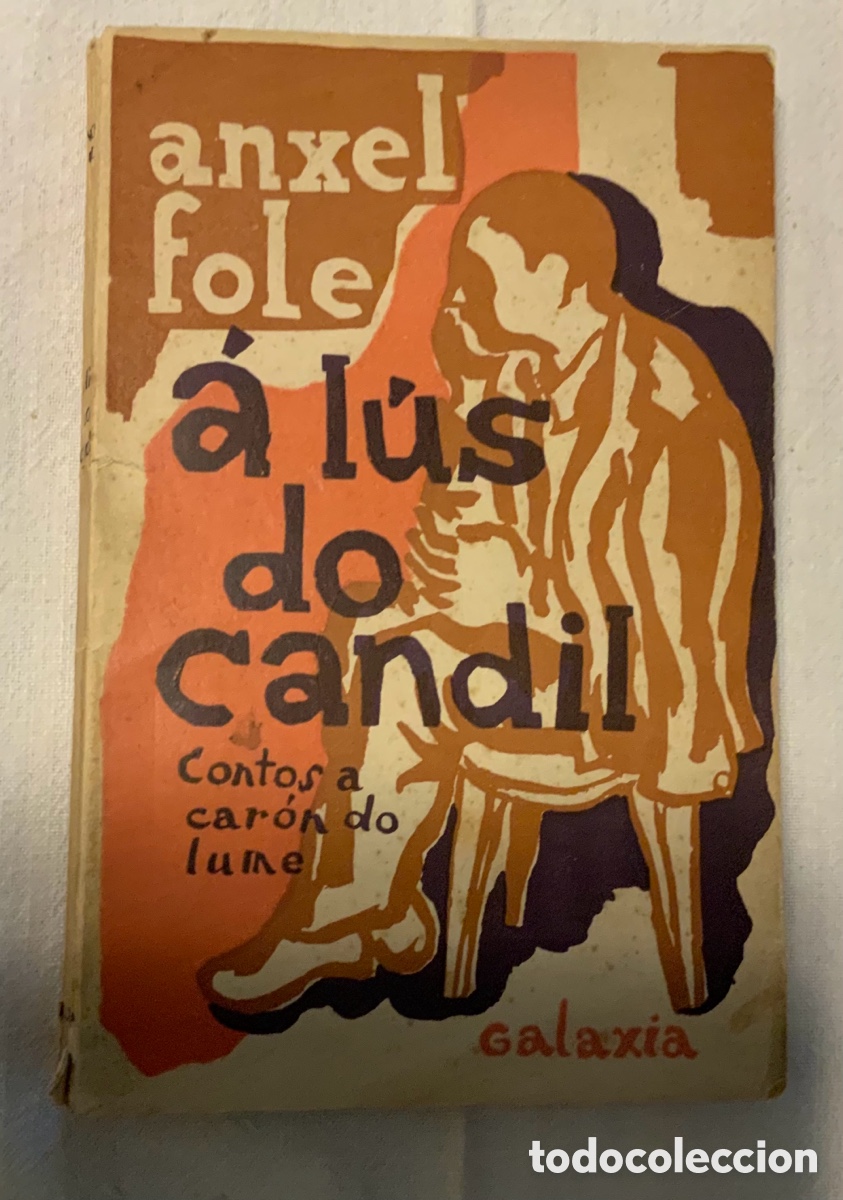 anxel
fole
á lús
do
candil
Contos a
carón do
lume
Galaxia
todocoleccion